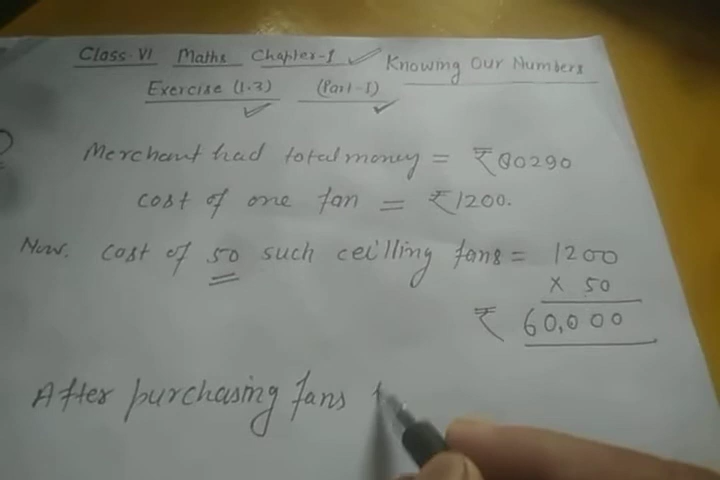 Class-VI Maths Chapter-1 Knowing Our Numbers
Exercise (1.3) (Part-I)
Merchant had total money = ₹80290
cost of one fan = ₹1200.
Now. cost of 50 such ceilling fans = 1200
x 50
₹ 60,000
After purchasing fans